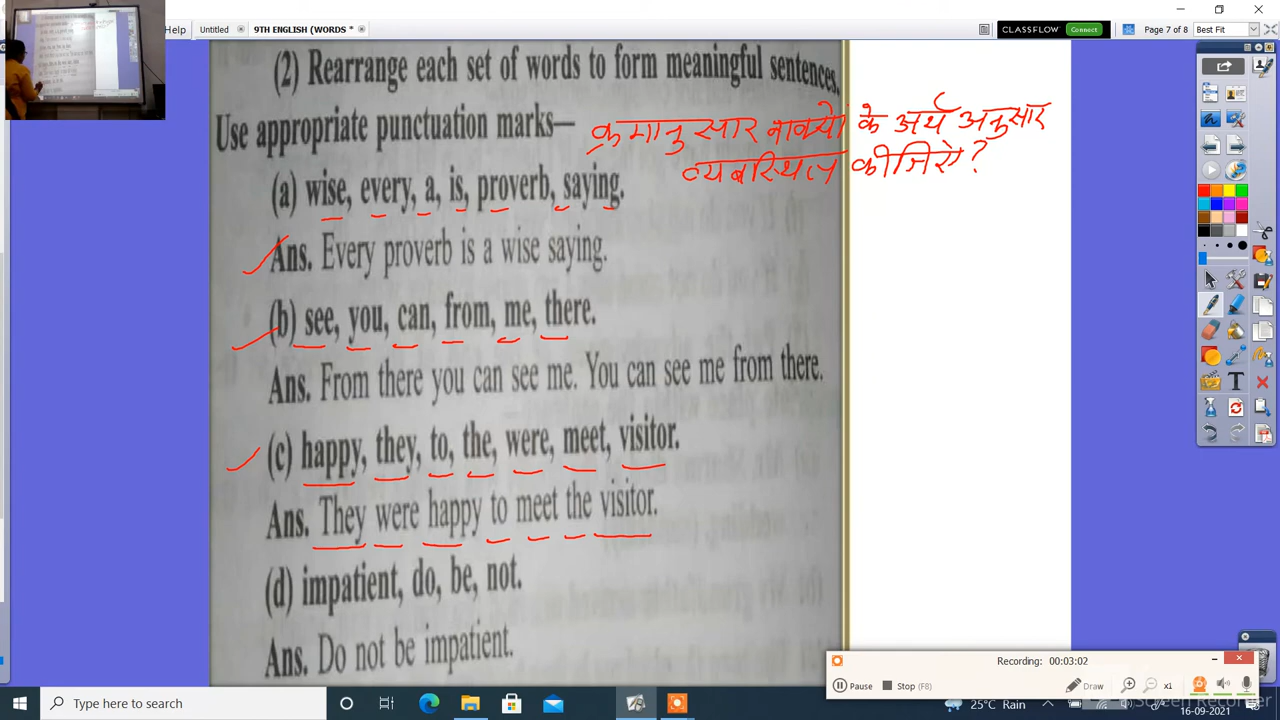 Help
Untitled
9TH ENGLISH (WORDS *
CLASSFLOW
Connect
Page 7 of 8
Best Fit
(2) Rearrange each set of words to form meaningful sentences.
Use appropriate punctuation marks—
क्रमानुसार वाक्यो के अर्थ अनुसार
व्यवस्थित कीजिऐ?
(a) wise, every, a, is, proverb, saying.
Ans. Every proverb is a wise saying.
(b) see, you, can, from, me, there.
Ans. From there you can see me. You can see me from there.
(c) happy, they, to, the, were, meet, visitor.
Ans. They were happy to meet the visitor.
(d) impatient, do, be, not.
Ans. Do not be impatient.
Recording: 00:03:02
Pause
Stop (F8)
Draw
x1
Type here to search
25°C Rain
16-09-2021